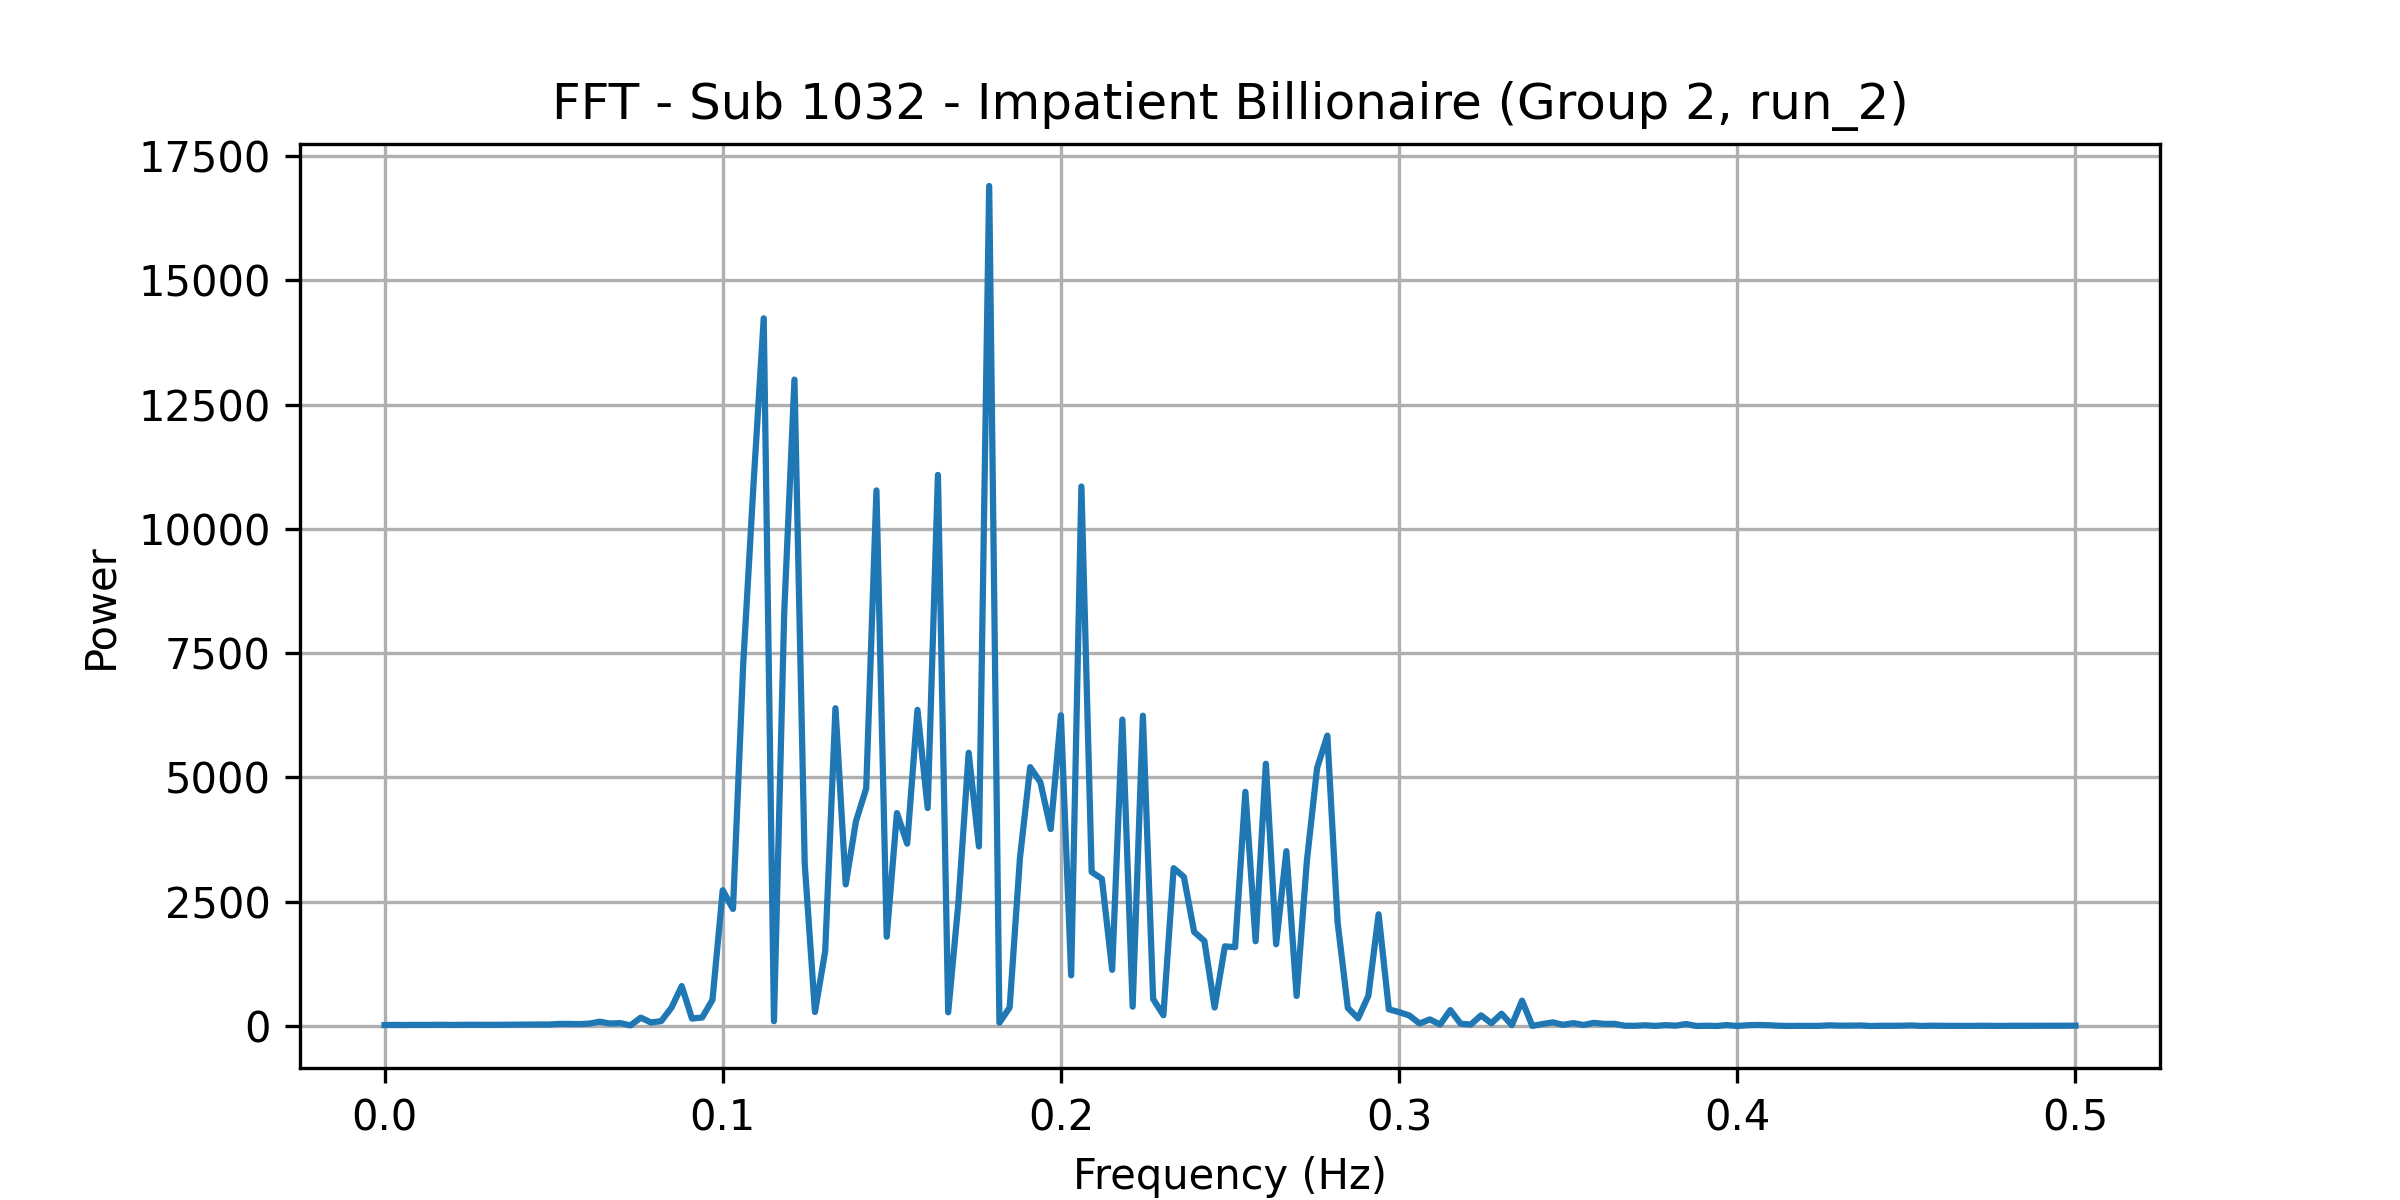 FFT - Sub 1032 - Impatient Billionaire (Group 2, run_2)
17500
15000
12500
10000
7500
5000
2500
0
Power
0.0 0.1 0.2 0.3 0.4 0.5
Frequency (Hz)